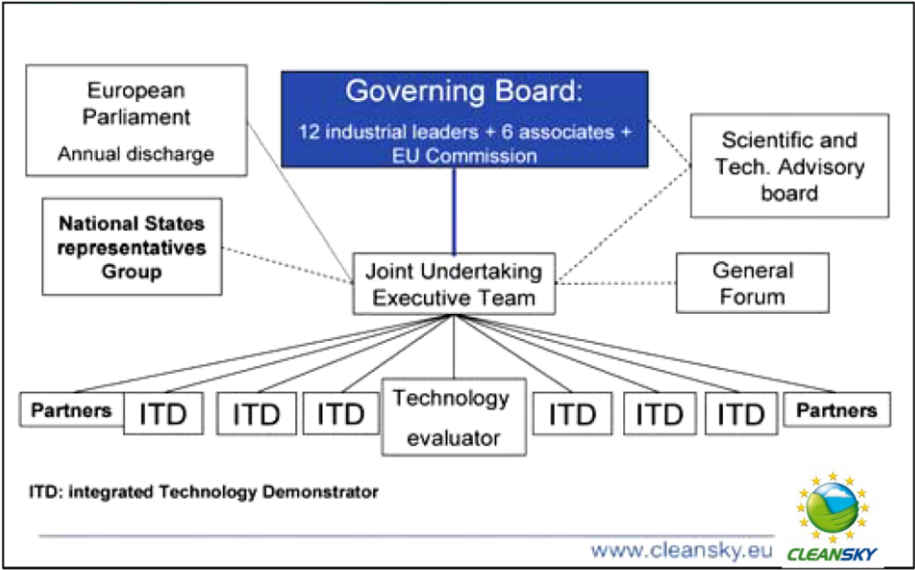 European
Parliament
Annual discharge
Governing Board:
12 industrial leaders + 6 associates +
EU Commission
Scientific and
Tech. Advisory
board
National States
representatives
Group
Joint Undertaking
Executive Team
General
Forum
Partners
ITD
ITD
ITD
Technology
evaluator
ITD
ITD
ITD
Partners
ITD: integrated Technology Demonstrator
www.cleansky.eu
CLEANSKY